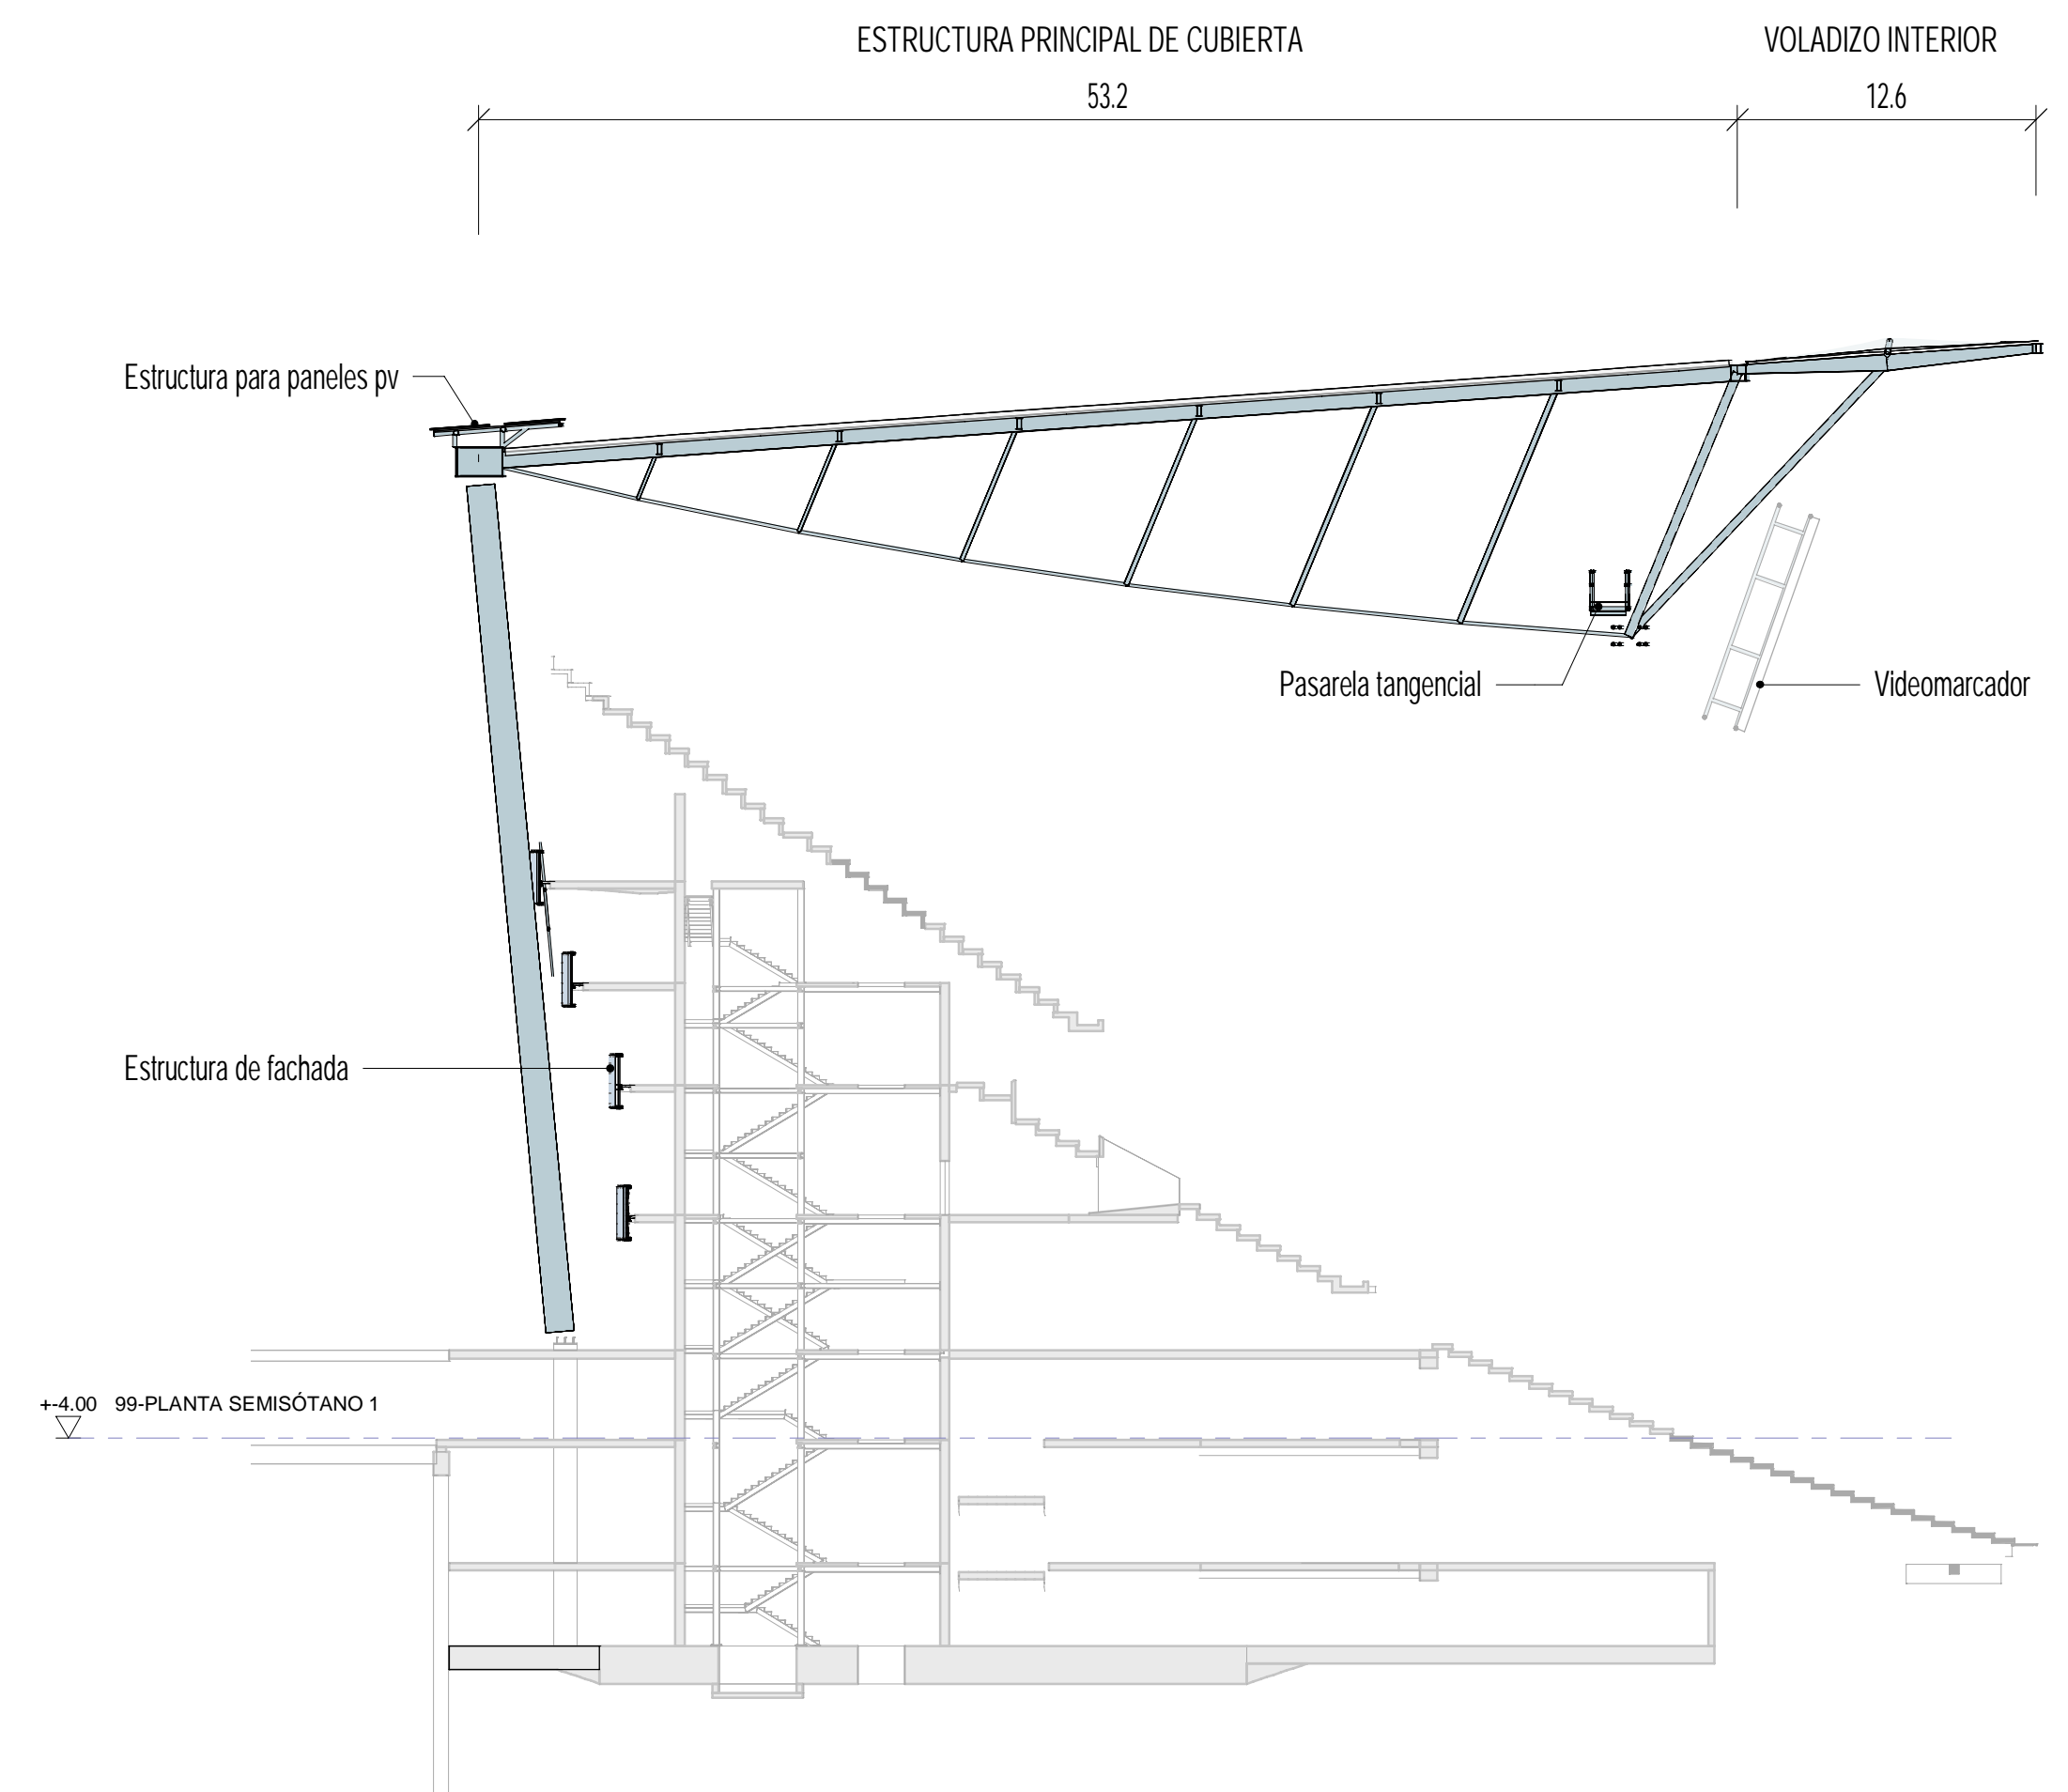 ESTRUCTURA PRINCIPAL DE CUBIERTA
VOLADIZO INTERIOR
53.2
12.6
Estructura para paneles pv
Pasarela tangencial
Videomarcador
Estructura de fachada
+-4.00 99-PLANTA SEMISÓTANO 1